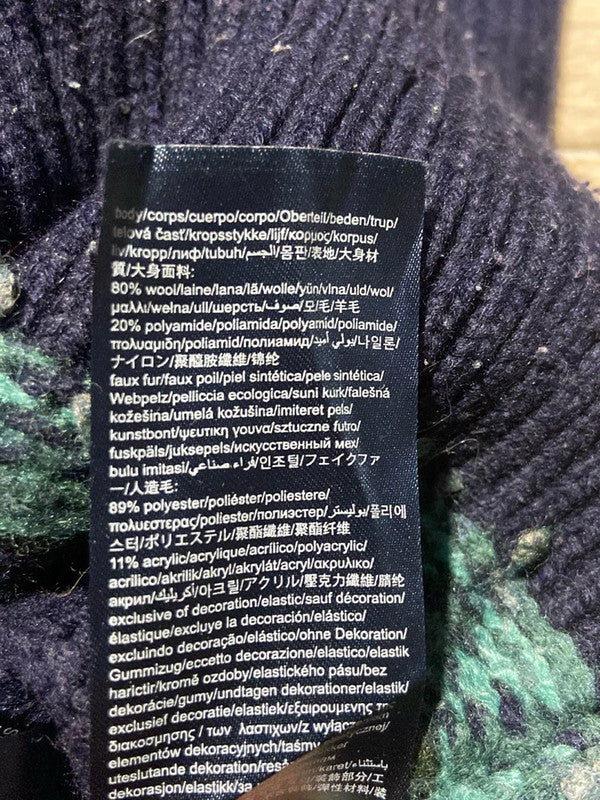 body/corps/cuerpo/corpo/Oberteil/beden/trup/
telová časť/kropsstykke/lijf/κορμος/korpus/
liv/kropp/лиф/tubuh/الجسم/몸판/表地/大身材
質/大身面料:
80% wool/laine/lana/lã/wolle/yün/vlna/uld/wol/
μαλλι/wełna/ull/шерсть/صوف/모/毛/羊毛
20% polyamide/poliamida/polyamid/poliamide/
πολυαμιδη/poliamid/полиамид/بولي أميد/나일론/
ナイロン/聚醯胺纖維/锦纶
faux fur/faux poil/piel sintética/pele sintética/
Webpelz/pelliccia ecologica/suni kürk/falešná
kožešina/umelá kožušina/imiteret pels/
kunstbont/ψευτικη γουνα/sztuczne futro/
fuskpäls/juksepels/искусственный мех/
bulu imitasi/فراء صناعي/인조털/フェイクファ
ー/人造毛:
89% polyester/poliéster/poliestere/
πολυεστερας/poliester/полиэстер/بوليستر/폴리에
스터/ポリエステル/聚酯纖維/聚酯纤维
11% acrylic/acrylique/acrílico/polyacrylic/
acrilico/akrilik/akryl/akrylát/acryl/ακρυλικο/
акрил/أكريليك/아크릴/アクリル/壓克力纖維/腈纶
exclusive of decoration/elastic/sauf décoration/
élastique/excluye la decoración/elástico/
excluindo decoração/elástico/ohne Dekoration/
Gummizug/eccetto decorazione/elastico/elastik
harictir/kromě ozdoby/elastického pásu/bez
dekorácie/gumy/undtagen dekorationer/elastik/
exclusief decoratie/elastiek/εξαιρουμενης τη
διακοσμησης / των λαστιχων/z wyłącz
elementów dekoracyjnych/taśmy
uteslutande dekoration/res
dekorasjon/elastikk/за